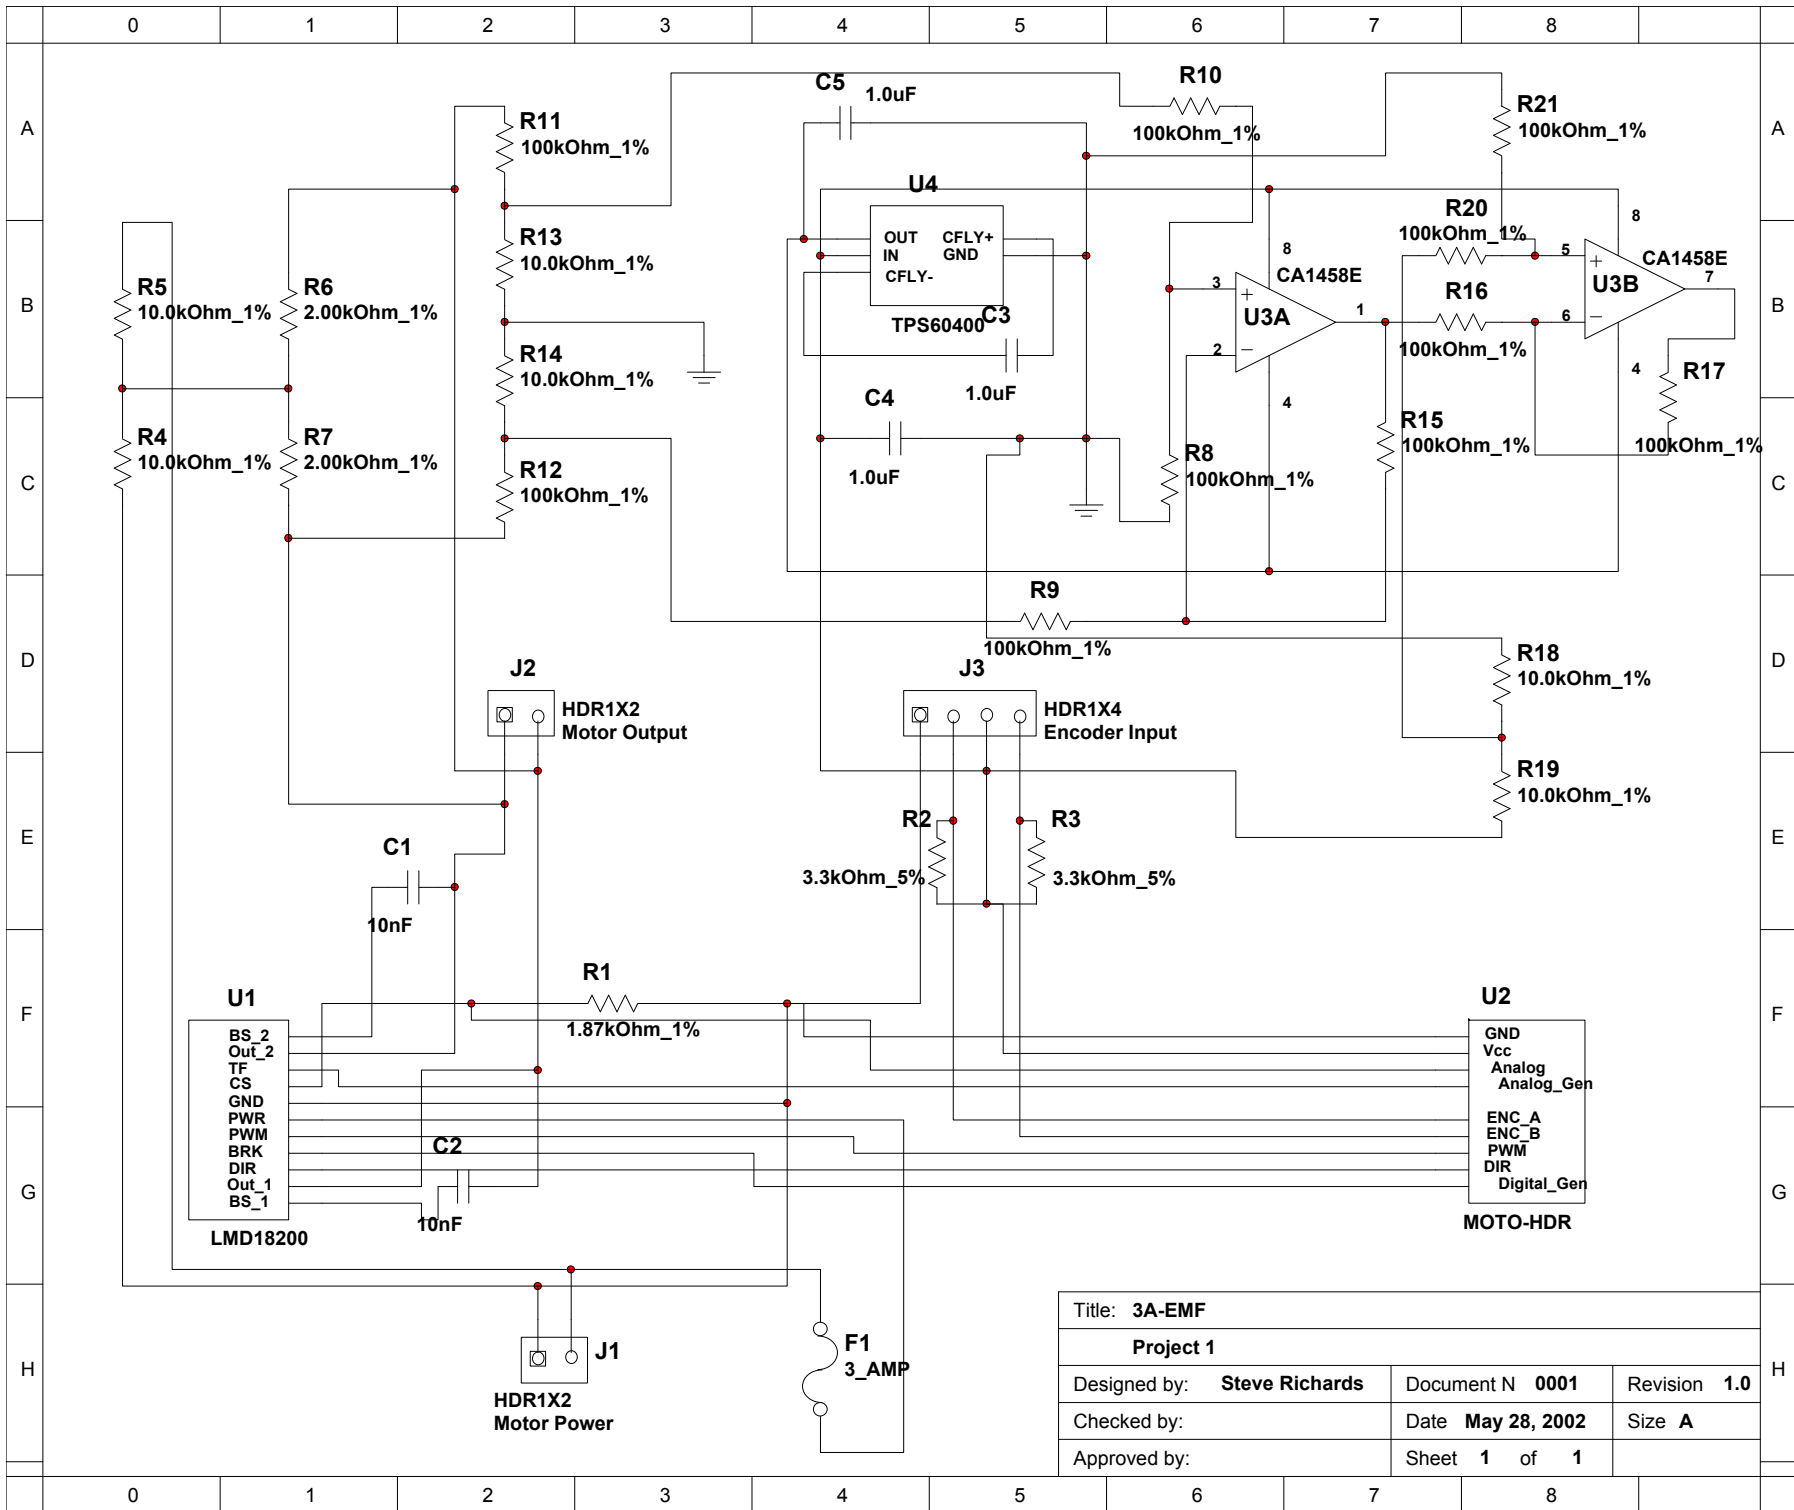 0 1 2 3 4 5 6 7 8
A
A
B
B
C
C
D
D
E
E
F
F
G
G
H
H
R11
100kOhm_1%
C5
1.0uF
R10
100kOhm_1%
R21
100kOhm_1%
U4
OUT CFLY+
IN GND
CFLY-
TPS60400
R13
10.0kOhm_1%
R5
10.0kOhm_1%
R6
2.00kOhm_1%
R14
10.0kOhm_1%
C3
1.0uF
8
CA1458E
3
U3A
1
2
4
R20
100kOhm_1%
R16
100kOhm_1%
8
5
CA1458E
7
U3B
6
4
R17
100kOhm_1%
R4
10.0kOhm_1%
R7
2.00kOhm_1%
R12
100kOhm_1%
C4
1.0uF
R8
100kOhm_1%
R15
100kOhm_1%
R9
100kOhm_1%
R18
10.0kOhm_1%
R19
10.0kOhm_1%
J2
HDR1X2
Motor Output
J3
HDR1X4
Encoder Input
R2
3.3kOhm_5%
R3
3.3kOhm_5%
C1
10nF
R1
1.87kOhm_1%
U1
BS_2
Out_2
TF
CS
GND
PWR
PWM
BRK
DIR
Out_1
BS_1
LMD18200
C2
10nF
U2
GND
Vcc
Analog
Analog_Gen
ENC_A
ENC_B
PWM
DIR
Digital_Gen
MOTO-HDR
J1
HDR1X2
Motor Power
F1
3_AMP
Title: 3A-EMF
Project 1
Designed by: Steve Richards Document N 0001 Revision 1.0
Checked by: Date May 28, 2002 Size A
Approved by: Sheet 1 of 1
0 1 2 3 4 5 6 7 8